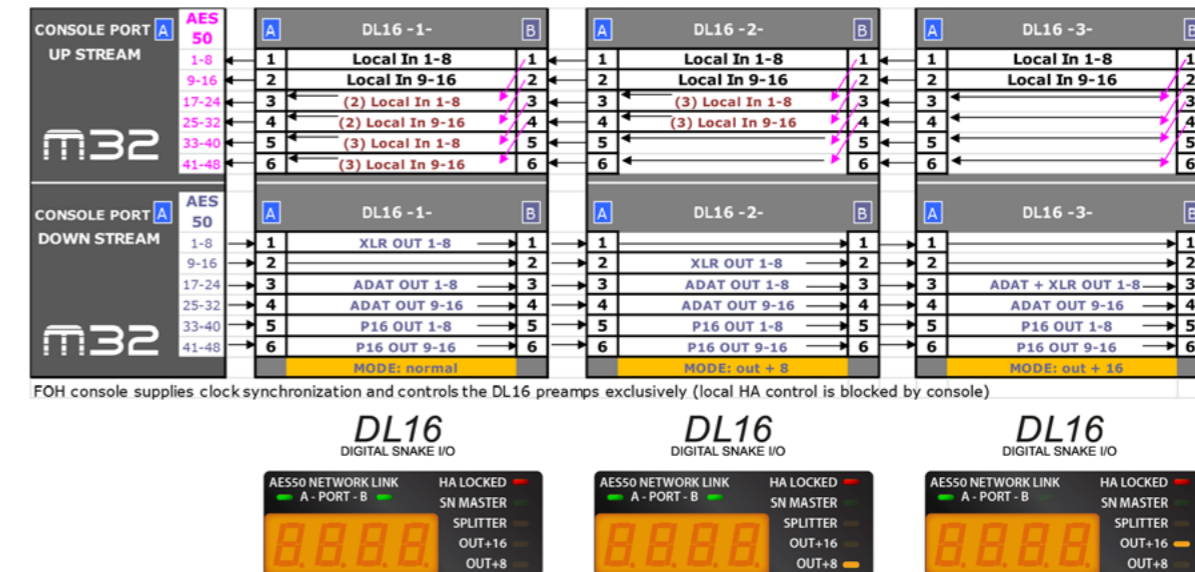 CONSOLE PORT A AES 50 A DL16 -1- B A DL16 -2- B A DL16 -3- B
UP STREAM 1-8 1 Local In 1-8 1 1 Local In 1-8 1 1 Local In 1-8 1
9-16 2 Local In 9-16 2 2 Local In 9-16 2 2 Local In 9-16 2
17-24 3 (2) Local In 1-8 3 3 (3) Local In 1-8 3 3 3
25-32 4 (2) Local In 9-16 4 4 (3) Local In 9-16 4 4 4
m32 33-40 5 (3) Local In 1-8 5 5 5 5 5
41-48 6 (3) Local In 9-16 6 6 6 6 6
CONSOLE PORT A AES 50 A DL16 -1- B A DL16 -2- B A DL16 -3- B
DOWN STREAM 1-8 1 XLR OUT 1-8 1 1 1 1 1
9-16 2 2 2 XLR OUT 1-8 2 2 2
17-24 3 ADAT OUT 1-8 3 3 ADAT OUT 1-8 3 3 ADAT + XLR OUT 1-8 3
25-32 4 ADAT OUT 9-16 4 4 ADAT OUT 9-16 4 4 ADAT OUT 9-16 4
m32 33-40 5 P16 OUT 1-8 5 5 P16 OUT 1-8 5 5 P16 OUT 1-8 5
41-48 6 P16 OUT 9-16 6 6 P16 OUT 9-16 6 6 P16 OUT 9-16 6
MODE: normal MODE: out + 8 MODE: out + 16
FOH console supplies clock synchronization and controls the DL16 preamps exclusively (local HA control is blocked by console)
DL16 DL16 DL16
DIGITAL SNAKE I/O DIGITAL SNAKE I/O DIGITAL SNAKE I/O
AES50 NETWORK LINK HA LOCKED AES50 NETWORK LINK HA LOCKED AES50 NETWORK LINK HA LOCKED
A - PORT - B SN MASTER A - PORT - B SN MASTER A - PORT - B SN MASTER
SPLITTER SPLITTER SPLITTER
OUT+16 OUT+16 OUT+16
OUT+8 OUT+8 OUT+8